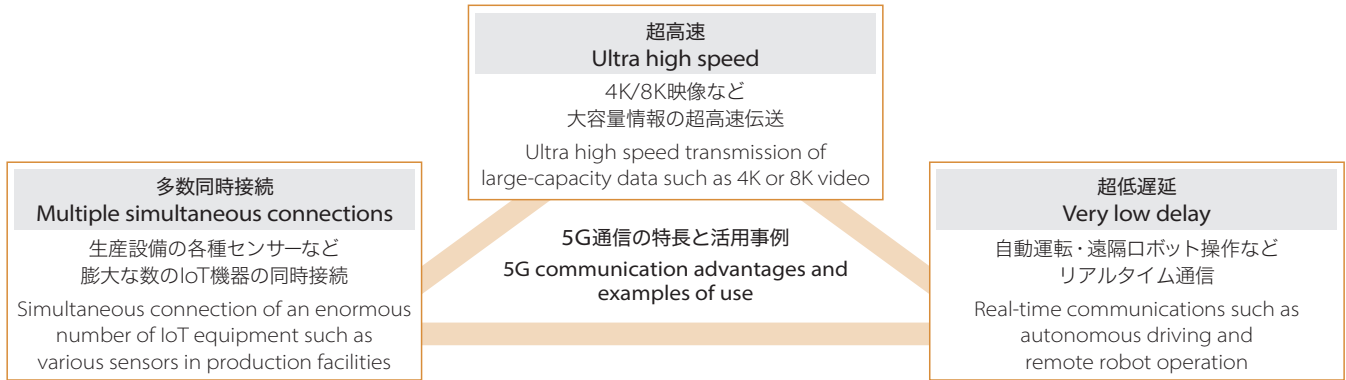 超高速
Ultra high speed
4K/8K映像など
大容量情報の超高速伝送
Ultra high speed transmission of
large-capacity data such as 4K or 8K video
多数同時接続
Multiple simultaneous connections
生産設備の各種センサーなど
膨大な数のIoT機器の同時接続
Simultaneous connection of an enormous
number of IoT equipment such as
various sensors in production facilities
5G通信の特長と活用事例
5G communication advantages and
examples of use
超低遅延
Very low delay
自動運転・遠隔ロボット操作など
リアルタイム通信
Real-time communications such as
autonomous driving and
remote robot operation